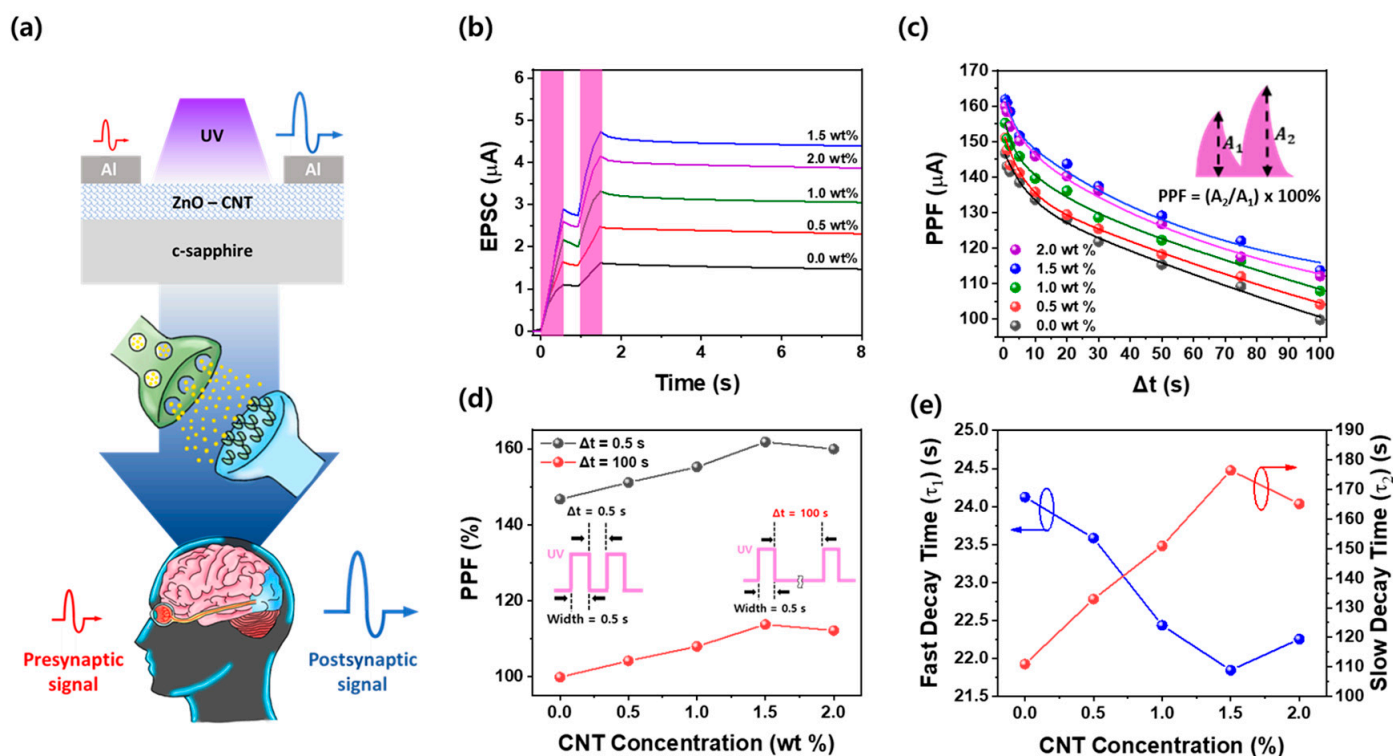 (a)
UV
Al
Al
ZnO – CNT
c-sapphire
Presynaptic
signal
Postsynaptic
signal
(b)
EPSC (μA)
6
5
4
3
2
1
0
1.5 wt%
2.0 wt%
1.0 wt%
0.5 wt%
0.0 wt%
0
2
4
6
8
Time (s)
(c)
PPF (μA)
170
160
150
140
130
120
110
100
A1
A2
PPF = (A2/A1) x 100%
2.0 wt %
1.5 wt %
1.0 wt %
0.5 wt %
0.0 wt %
0
10
20
30
40
50
60
70
80
90
100
Δt (s)
(d)
PPF (%)
160
140
120
100
Δt = 0.5 s
Δt = 100 s
Δt = 0.5 s
UV
Width = 0.5 s
Δt = 100 s
UV
Width = 0.5 s
0.0
0.5
1.0
1.5
2.0
CNT Concentration (wt %)
(e)
Fast Decay Time (τ1) (s)
25.0
24.5
24.0
23.5
23.0
22.5
22.0
21.5
190
180
170
160
150
140
130
120
110
100
Slow Decay Time (τ2) (s)
0.0
0.5
1.0
1.5
2.0
CNT Concentration (%)